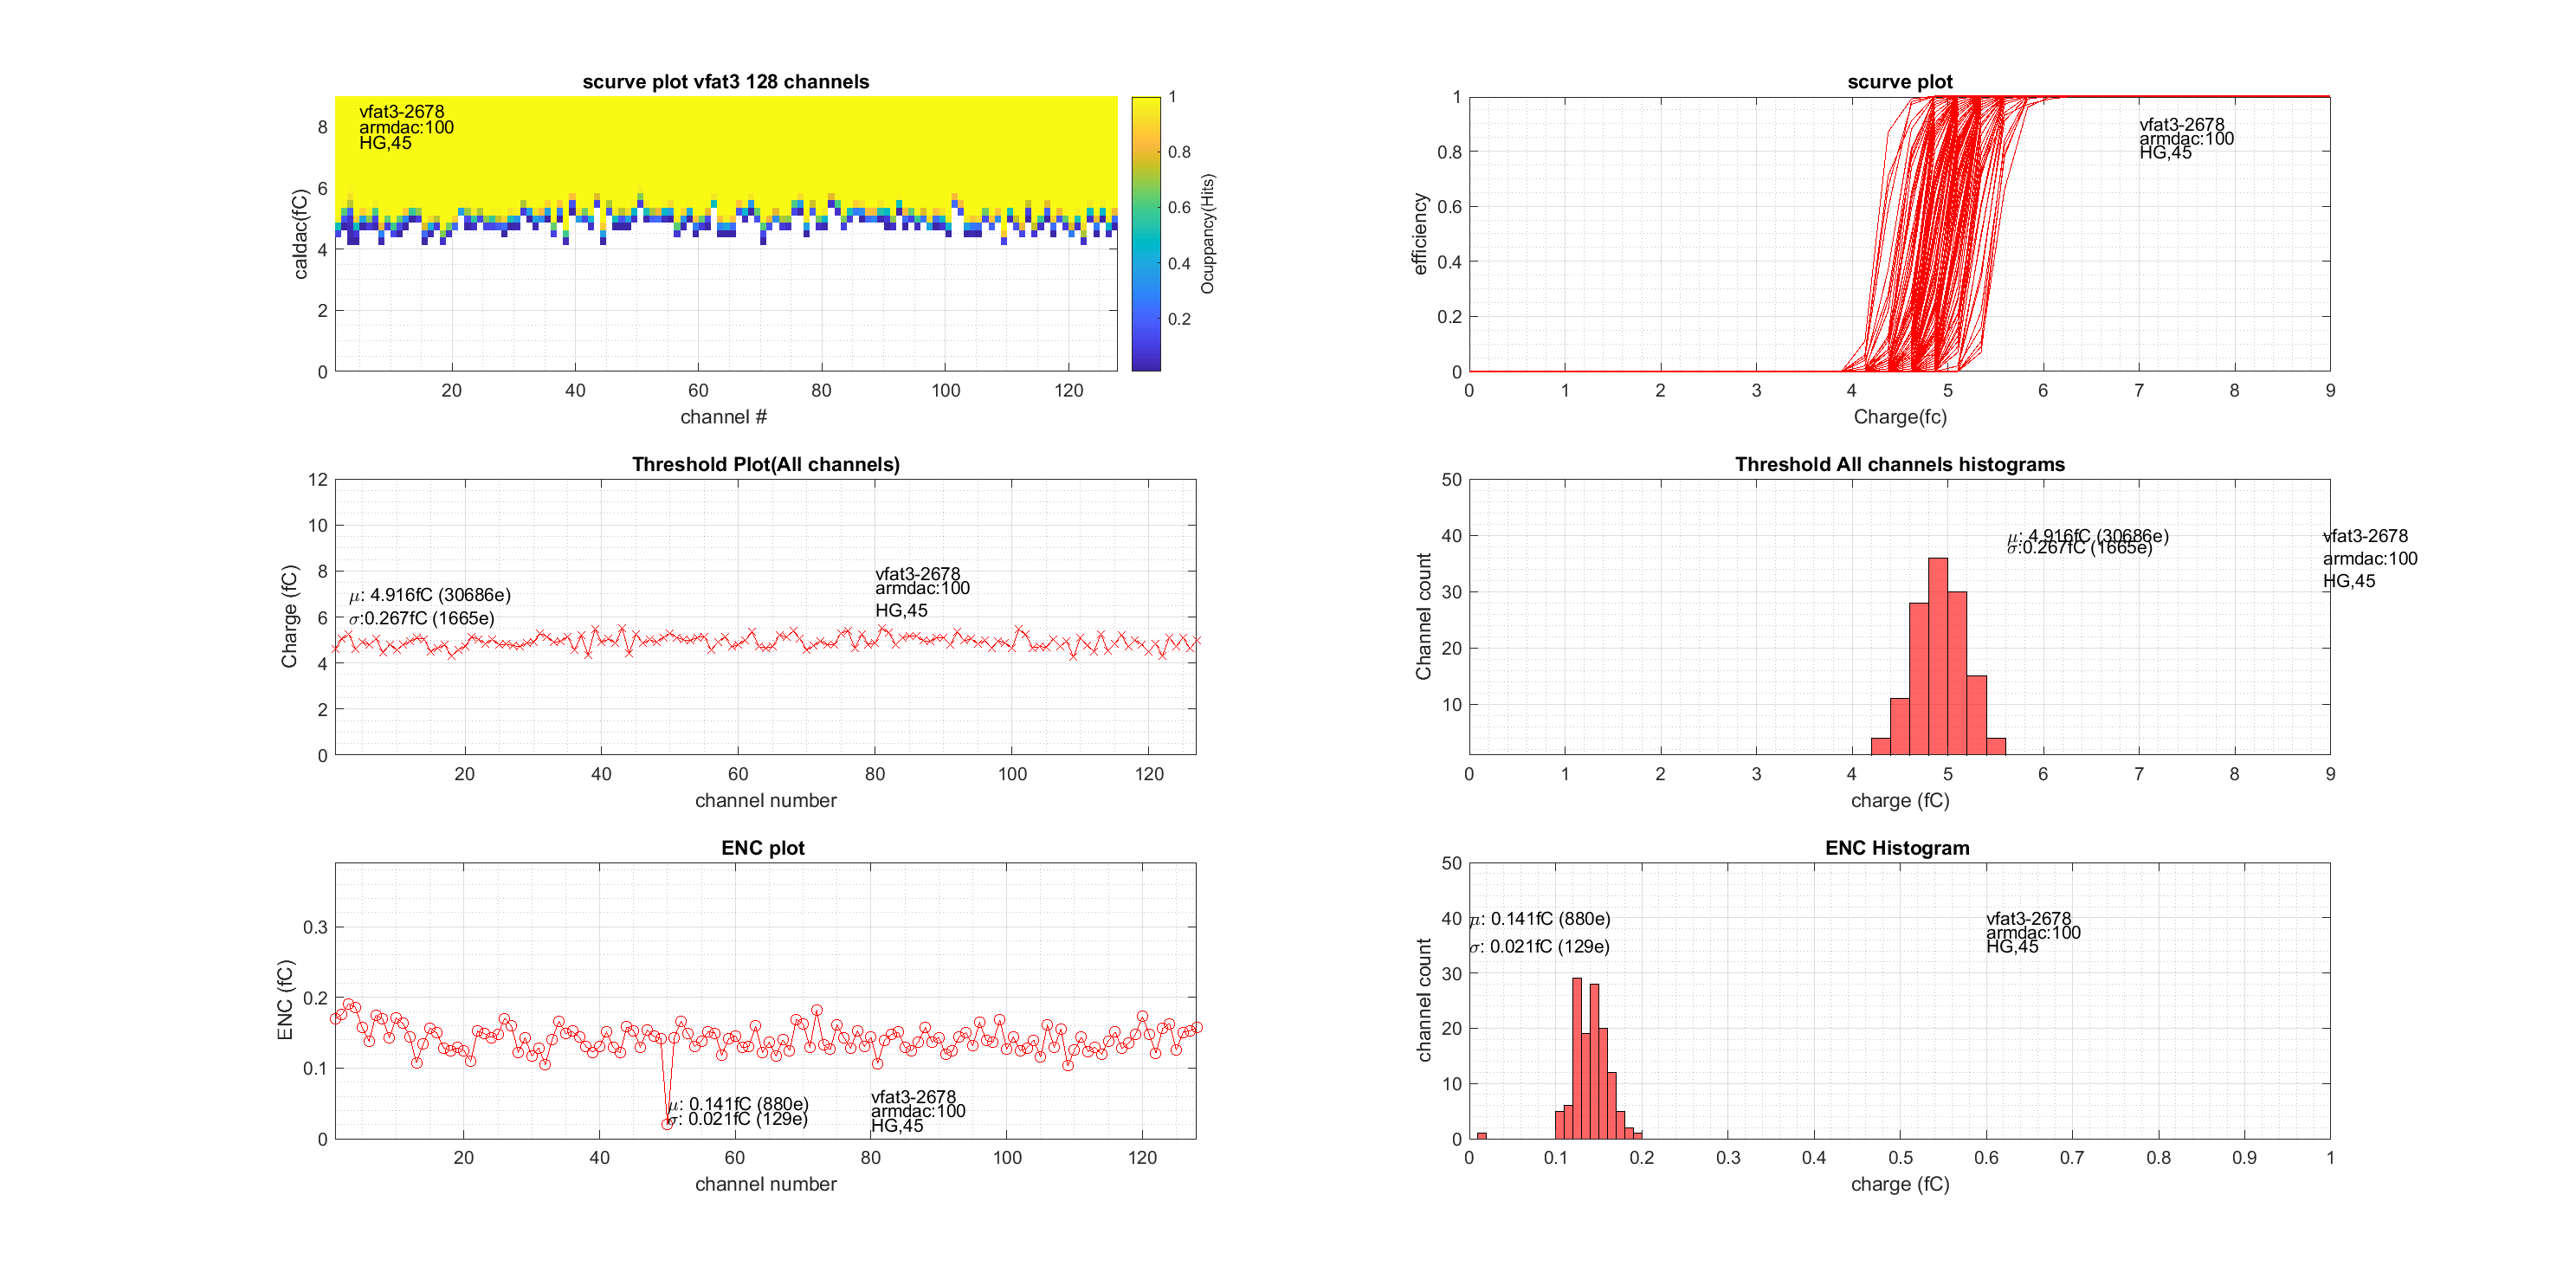 scurve plot vfat3 128 channels
vfat3-2678
armdac:100
HG,45
8
6
4
2
0
caldac(fC)
20
40
60
80
100
120
channel #
1
0.8
0.6
0.4
0.2
Ocuppancy(Hits)
scurve plot
vfat3-2678
armdac:100
HG,45
1
0.8
0.6
0.4
0.2
0
efficiency
0
1
2
3
4
5
6
7
8
9
Charge(fc)
Threshold Plot(All channels)
12
10
8
6
4
2
0
Charge (fC)
μ: 4.916fC (30686e)
σ:0.267fC (1665e)
vfat3-2678
armdac:100
HG,45
20
40
60
80
100
120
channel number
Threshold All channels histograms
50
40
30
20
10
Channel count
μ: 4.916fC (30686e)
σ:0.267fC (1665e)
vfat3-2678
armdac:100
HG,45
0
1
2
3
4
5
6
7
8
9
charge (fC)
ENC plot
0.3
0.2
0.1
0
ENC (fC)
μ: 0.141fC (880e)
σ: 0.021fC (129e)
vfat3-2678
armdac:100
HG,45
20
40
60
80
100
120
channel number
ENC Histogram
50
40
30
20
10
0
channel count
μ: 0.141fC (880e)
σ: 0.021fC (129e)
vfat3-2678
armdac:100
HG,45
0
0.1
0.2
0.3
0.4
0.5
0.6
0.7
0.8
0.9
1
charge (fC)